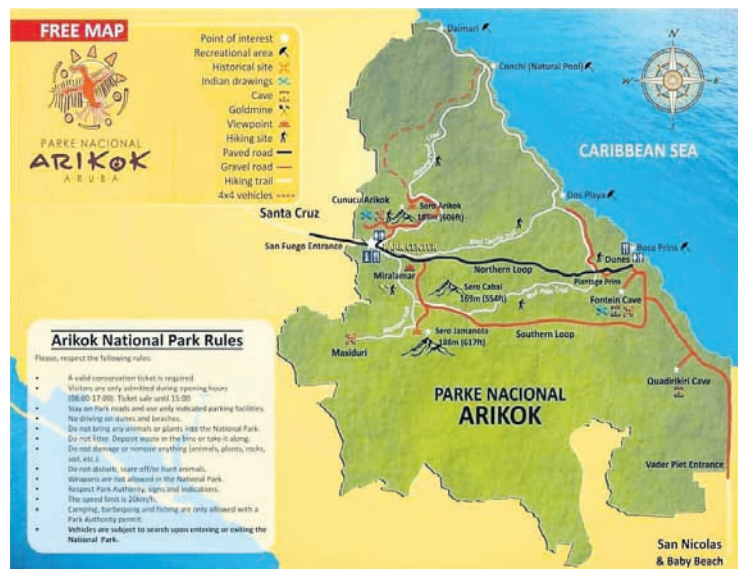 FREE MAP
PARKE NACIONAL
ARIKOK
ARUBA
Point of interest
Recreational area
Historical site
Indian drawings
Cave
Goldmine
Viewpoint
Hiking site
Paved road
Gravel road
Hiking trail
4x4 vehicles
Daimari
Conchi (Natural Pool)
N
W
E
S
CARIBBEAN SEA
Dos Playa
Boca Prins
Dunes
Plantage Prins
Fontein Cave
Cunucu Arikok
Sero Arikok
186m (606ft)
Santa Cruz
San Fuego Entrance
Miralamar
Northern Loop
Sero Cabai
169m (554ft)
Southern Loop
Sero Jamanota
188m (617ft)
Masiduri
Quadirikiri Cave
PARKE NACIONAL
ARIKOK
Vader Piet Entrance
San Nicolas
& Baby Beach
Arikok National Park Rules
Please, respect the following rules:
• A valid conservation ticket is required
• Visitors are only admitted during opening hours
(08:00-17:00). Ticket sale until 15:00
• Stay on Park roads and use only indicated parking facilities.
• No driving on dunes and beaches.
• Do not bring any animals or plants into the National Park.
• Do not litter. Deposit waste in the bins or take it along.
• Do not damage or remove anything (animals, plants, rocks,
soil, etc.).
• Do not disturb, scare off/or hunt animals.
• Weapons are not allowed in the National Park.
• Respect Park Authority, signs and indications.
• The speed limit is 20km/h.
• Camping, barbequing and fishing are only allowed with a
Park Authority permit.
• Vehicles are subject to search upon entering or exiting the
National Park.